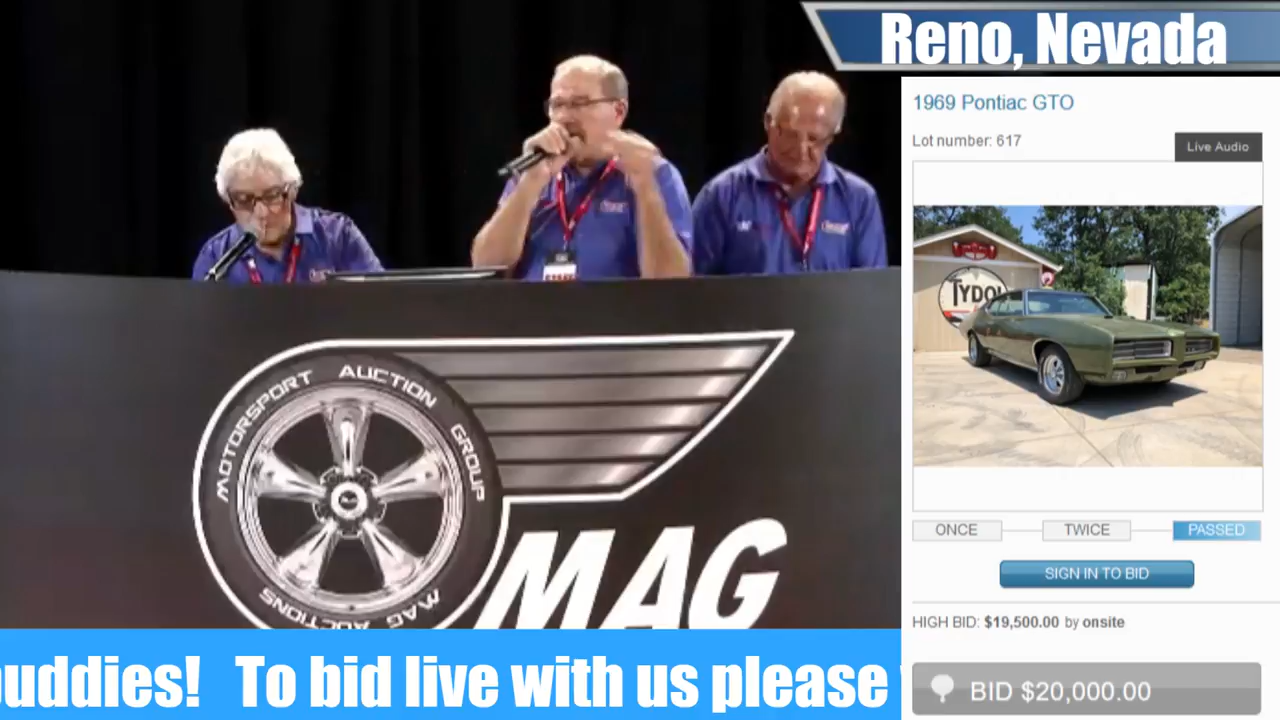 Reno, Nevada
1969 Pontiac GTO
Lot number: 617
Live Audio
TYDOL
ONCE
TWICE
PASSED
SIGN IN TO BID
HIGH BID: $19,500.00 by onsite
BID $20,000.00
MOTORSPORT AUCTION GROUP
MAG AUCTIONS
MAG
buddies! To bid live with us please